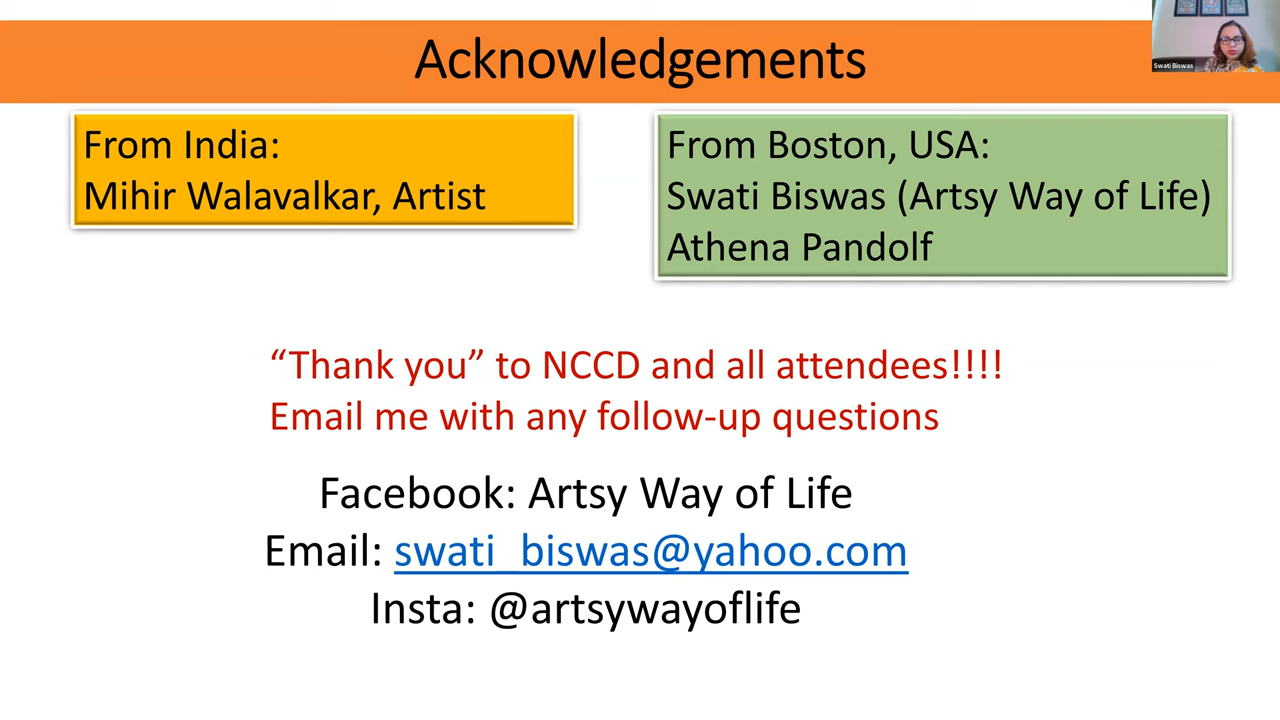 Acknowledgements
Swati Biswas
From India:
Mihir Walavalkar, Artist
From Boston, USA:
Swati Biswas (Artsy Way of Life)
Athena Pandolf
“Thank you” to NCCD and all attendees!!!!
Email me with any follow-up questions
Facebook: Artsy Way of Life
Email: swati_biswas@yahoo.com
Insta: @artsywayoflife